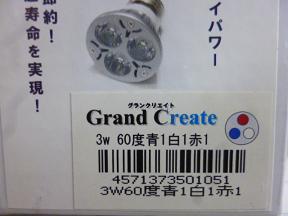 節約!
寿命を実現!
イパワー
グランクリエイト
Grand Create
3w 60度青1白1赤1
4571373501051
3W60度青1白1赤1